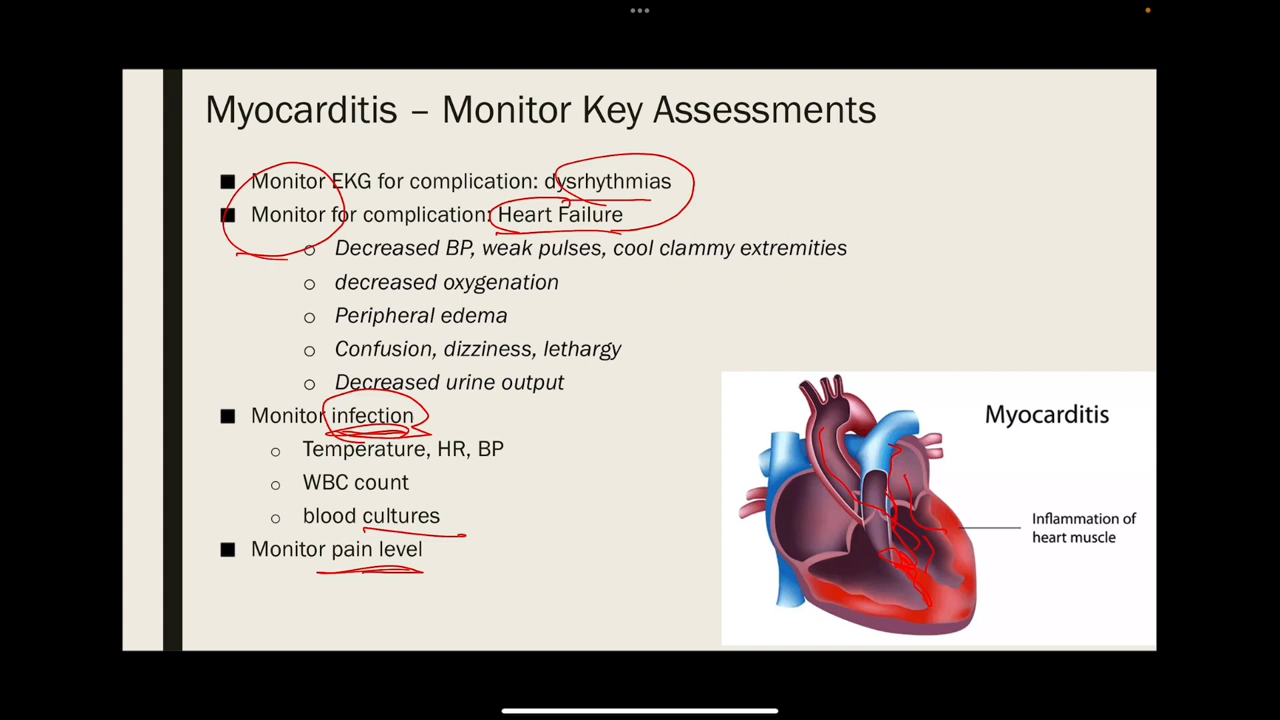 Myocarditis – Monitor Key Assessments
■ Monitor EKG for complication: dysrhythmias
■ Monitor for complication: Heart Failure
o Decreased BP, weak pulses, cool clammy extremities
o decreased oxygenation
o Peripheral edema
o Confusion, dizziness, lethargy
o Decreased urine output
■ Monitor infection
o Temperature, HR, BP
o WBC count
o blood cultures
■ Monitor pain level
Myocarditis
Inflammation of
heart muscle